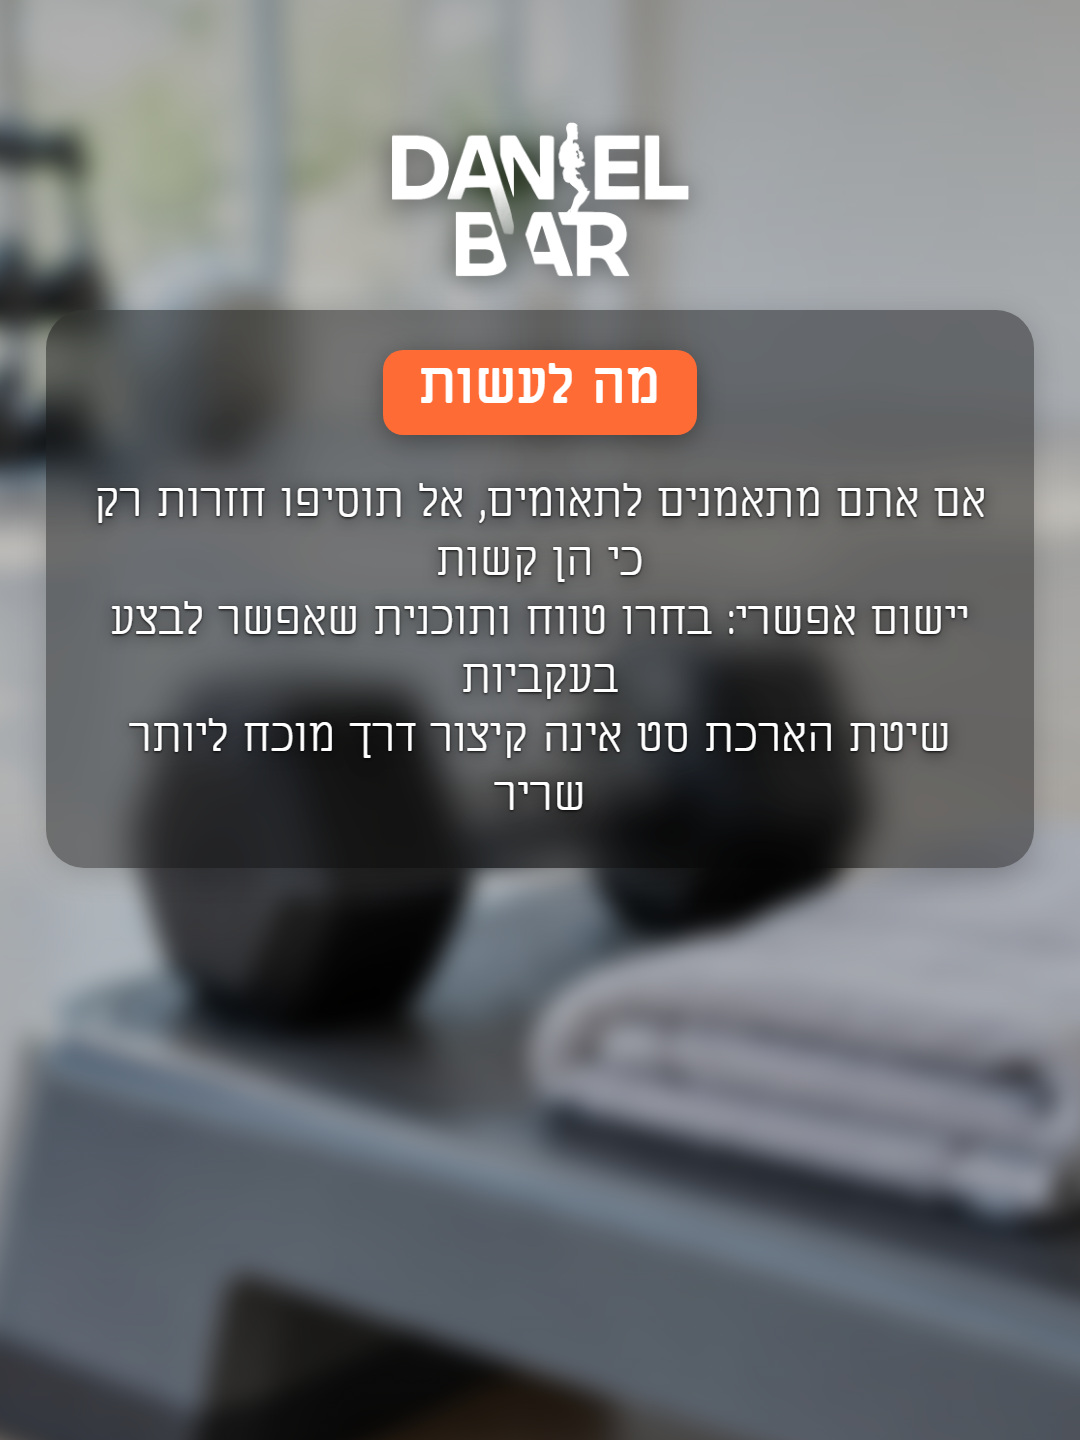 DANIEL
BAR
מה לעשות
אם אתם מתאמנים לתאומים, אל תוסיפו חזרות רק
כי הן קשות
יישום אפשרי: בחרו טווח ותוכנית שאפשר לבצע
בעקביות
שיטת הארכת סט אינה קיצור דרך מוכח ליותר
שריר